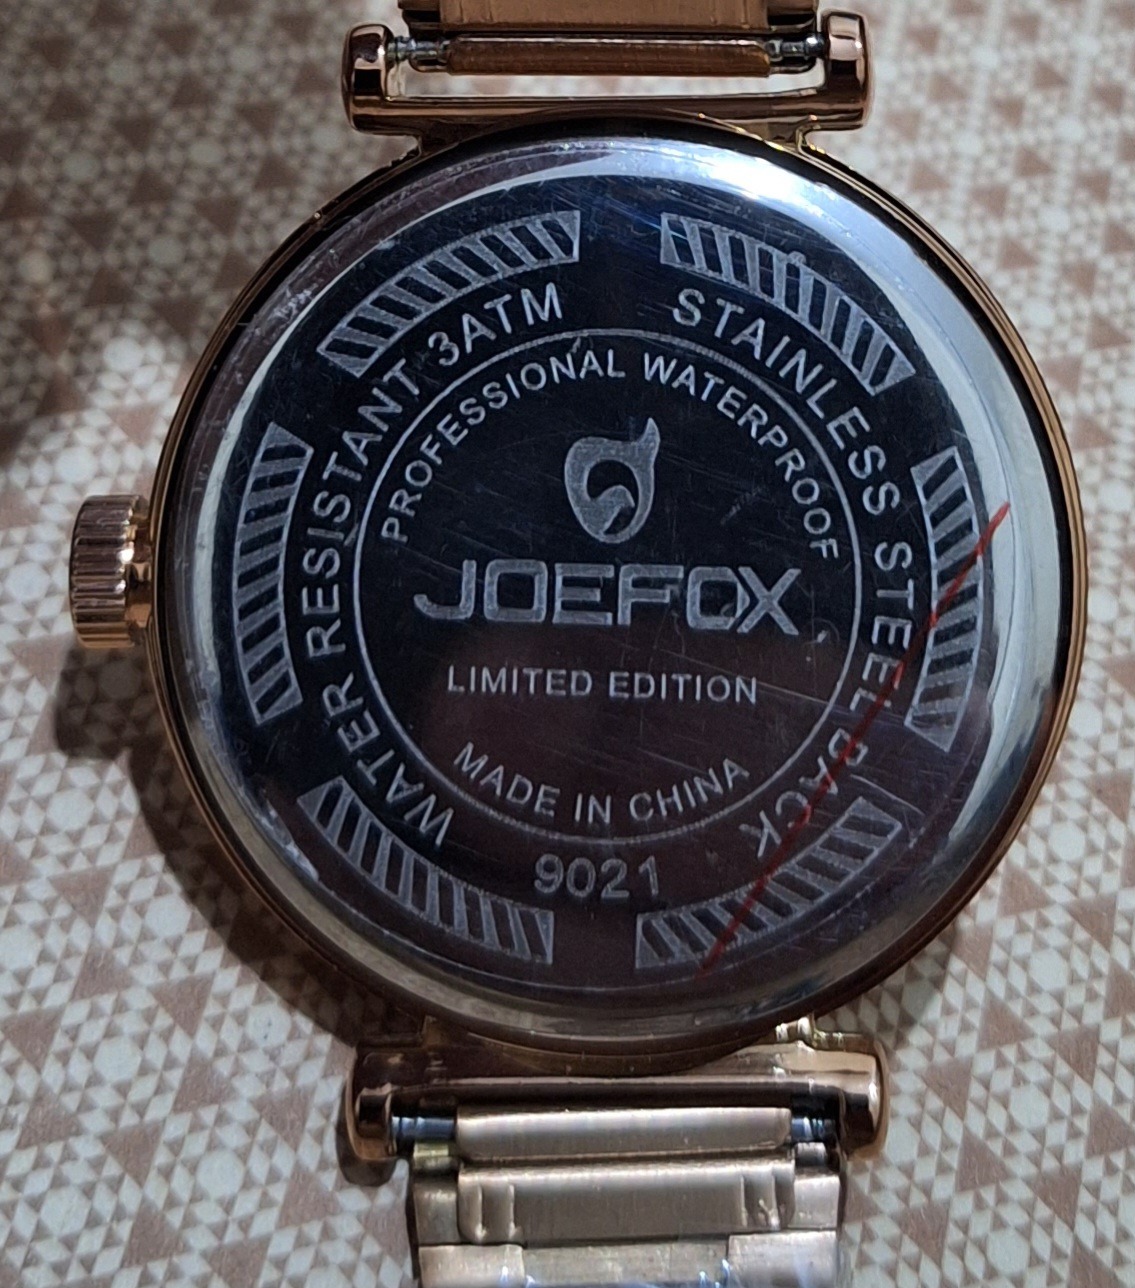 WATER RESISTANT 3ATM
STAINLESS STEEL BACK
PROFESSIONAL WATERPROOF
JOEFOX
LIMITED EDITION
MADE IN CHINA
9021